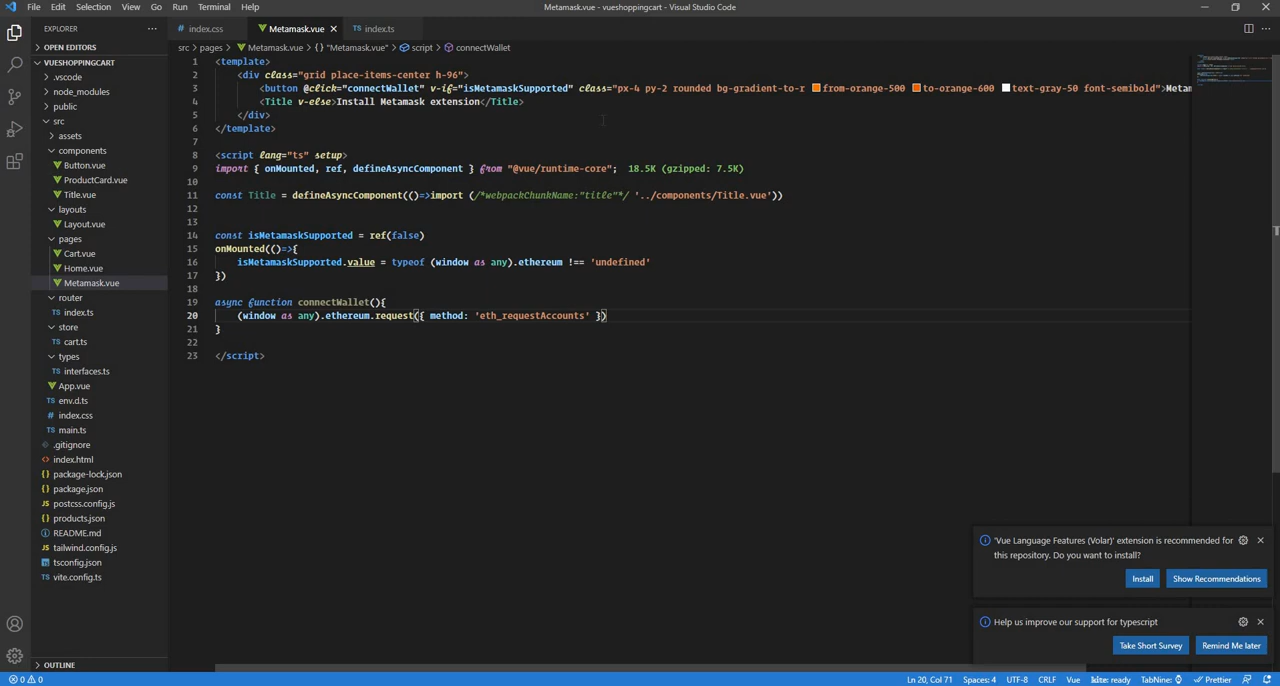 File Edit Selection View Go Run Terminal Help
Metamask.vue - vueshoppingcart - Visual Studio Code
EXPLORER
OPEN EDITORS
VUESHOPPINGCART
.vscode
node_modules
public
src
assets
components
Button.vue
ProductCard.vue
Title.vue
layouts
Layout.vue
pages
Cart.vue
Home.vue
Metamask.vue
router
index.ts
store
cart.ts
types
interfaces.ts
App.vue
env.d.ts
index.css
main.ts
.gitignore
index.html
package-lock.json
package.json
postcss.config.js
products.json
README.md
tailwind.config.js
tsconfig.json
vite.config.ts
OUTLINE
index.css
Metamask.vue
index.ts
src > pages > Metamask.vue > {} "Metamask.vue" > script > connectWallet
1 <template>
2 <div class="grid place-items-center h-96">
3 <button @click="connectWallet" v-if="isMetamaskSupported" class="px-4 py-2 rounded bg-gradient-to-r from-orange-500 to-orange-600 text-gray-50 font-semibold">Metam
4 <Title v-else>Install Metamask extension</Title>
5 </div>
6 </template>
7
8 <script lang="ts" setup>
9 import { onMounted, ref, defineAsyncComponent } from "@vue/runtime-core"; 18.5K (gzipped: 7.5K)
10
11 const Title = defineAsyncComponent(()=>import (/*webpackChunkName:"title"*/ '../components/Title.vue'))
12
13
14 const isMetamaskSupported = ref(false)
15 onMounted(()=>{
16 isMetamaskSupported.value = typeof (window as any).ethereum !== 'undefined'
17 })
18
19 async function connectWallet(){
20 (window as any).ethereum.request({ method: 'eth_requestAccounts' })
21 }
22
23 </script>
'Vue Language Features (Volar)' extension is recommended for
this repository. Do you want to install?
Install
Show Recommendations
Help us improve our support for typescript
Take Short Survey
Remind Me later
0 0
Ln 20, Col 71 Spaces: 4 UTF-8 CRLF Vue kite: ready TabNine: Prettier